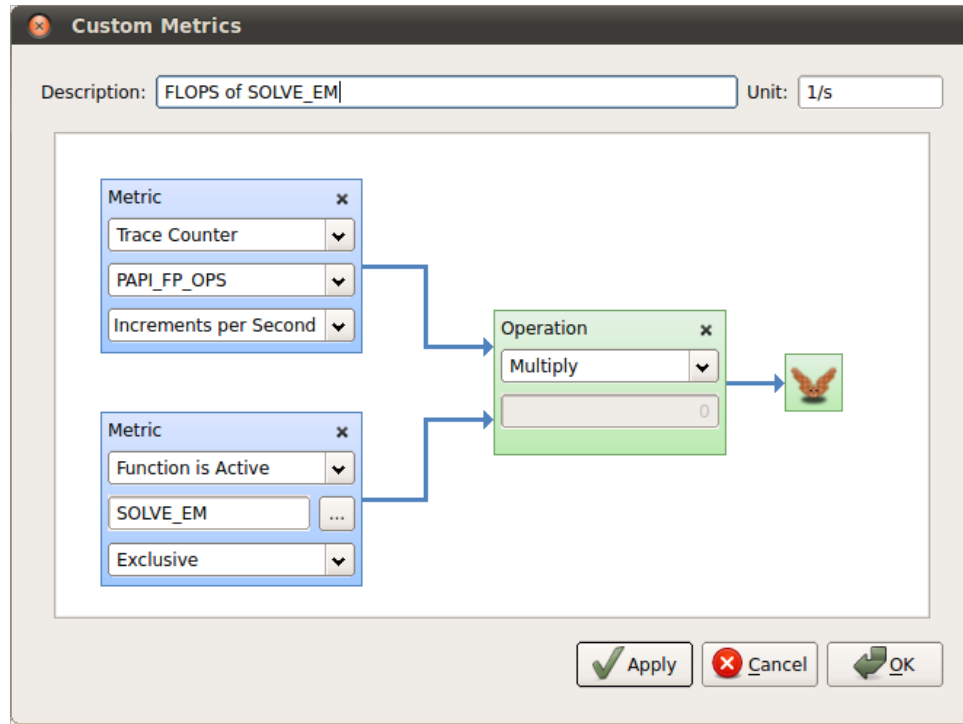 Custom Metrics
Description: FLOPS of SOLVE_EM Unit: 1/s
Metric
Trace Counter
PAPI_FP_OPS
Increments per Second
Operation
Multiply
0
Metric
Function is Active
SOLVE_EM ...
Exclusive
Apply Cancel OK